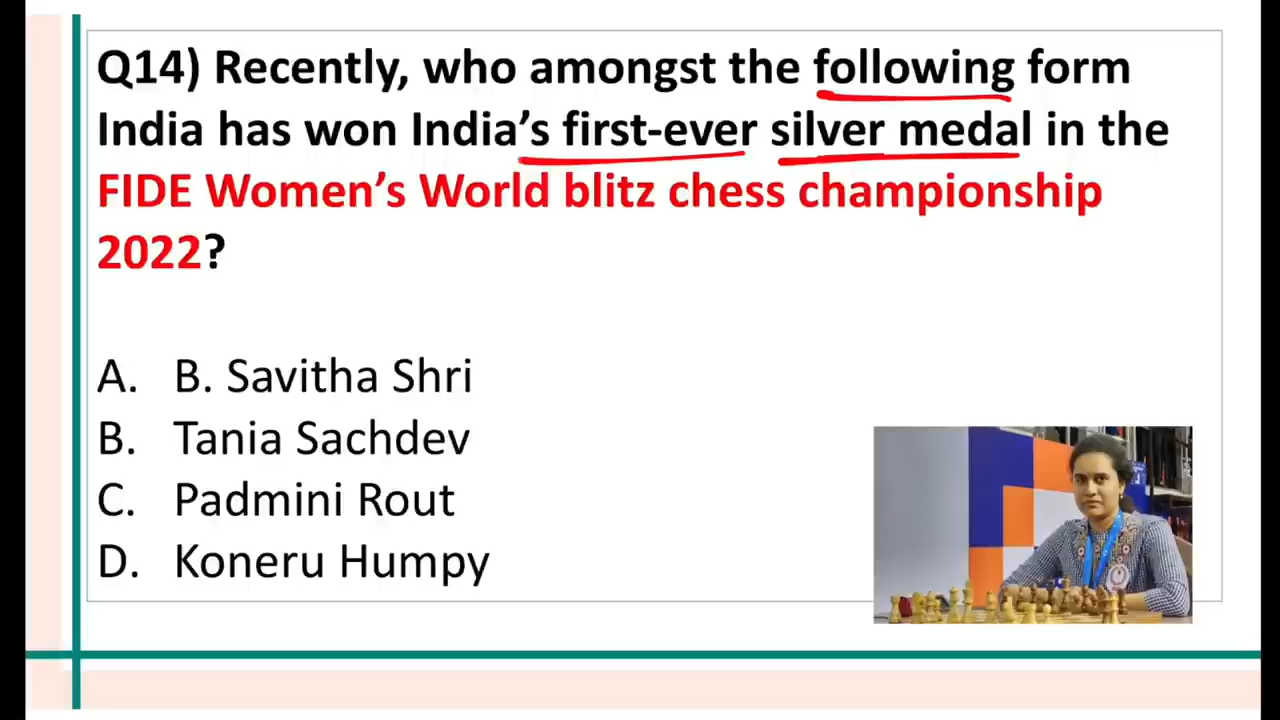 Q14) Recently, who amongst the following form
India has won India's first-ever silver medal in the
FIDE Women's World blitz chess championship
2022?
A. B. Savitha Shri
B. Tania Sachdev
C. Padmini Rout
D. Koneru Humpy